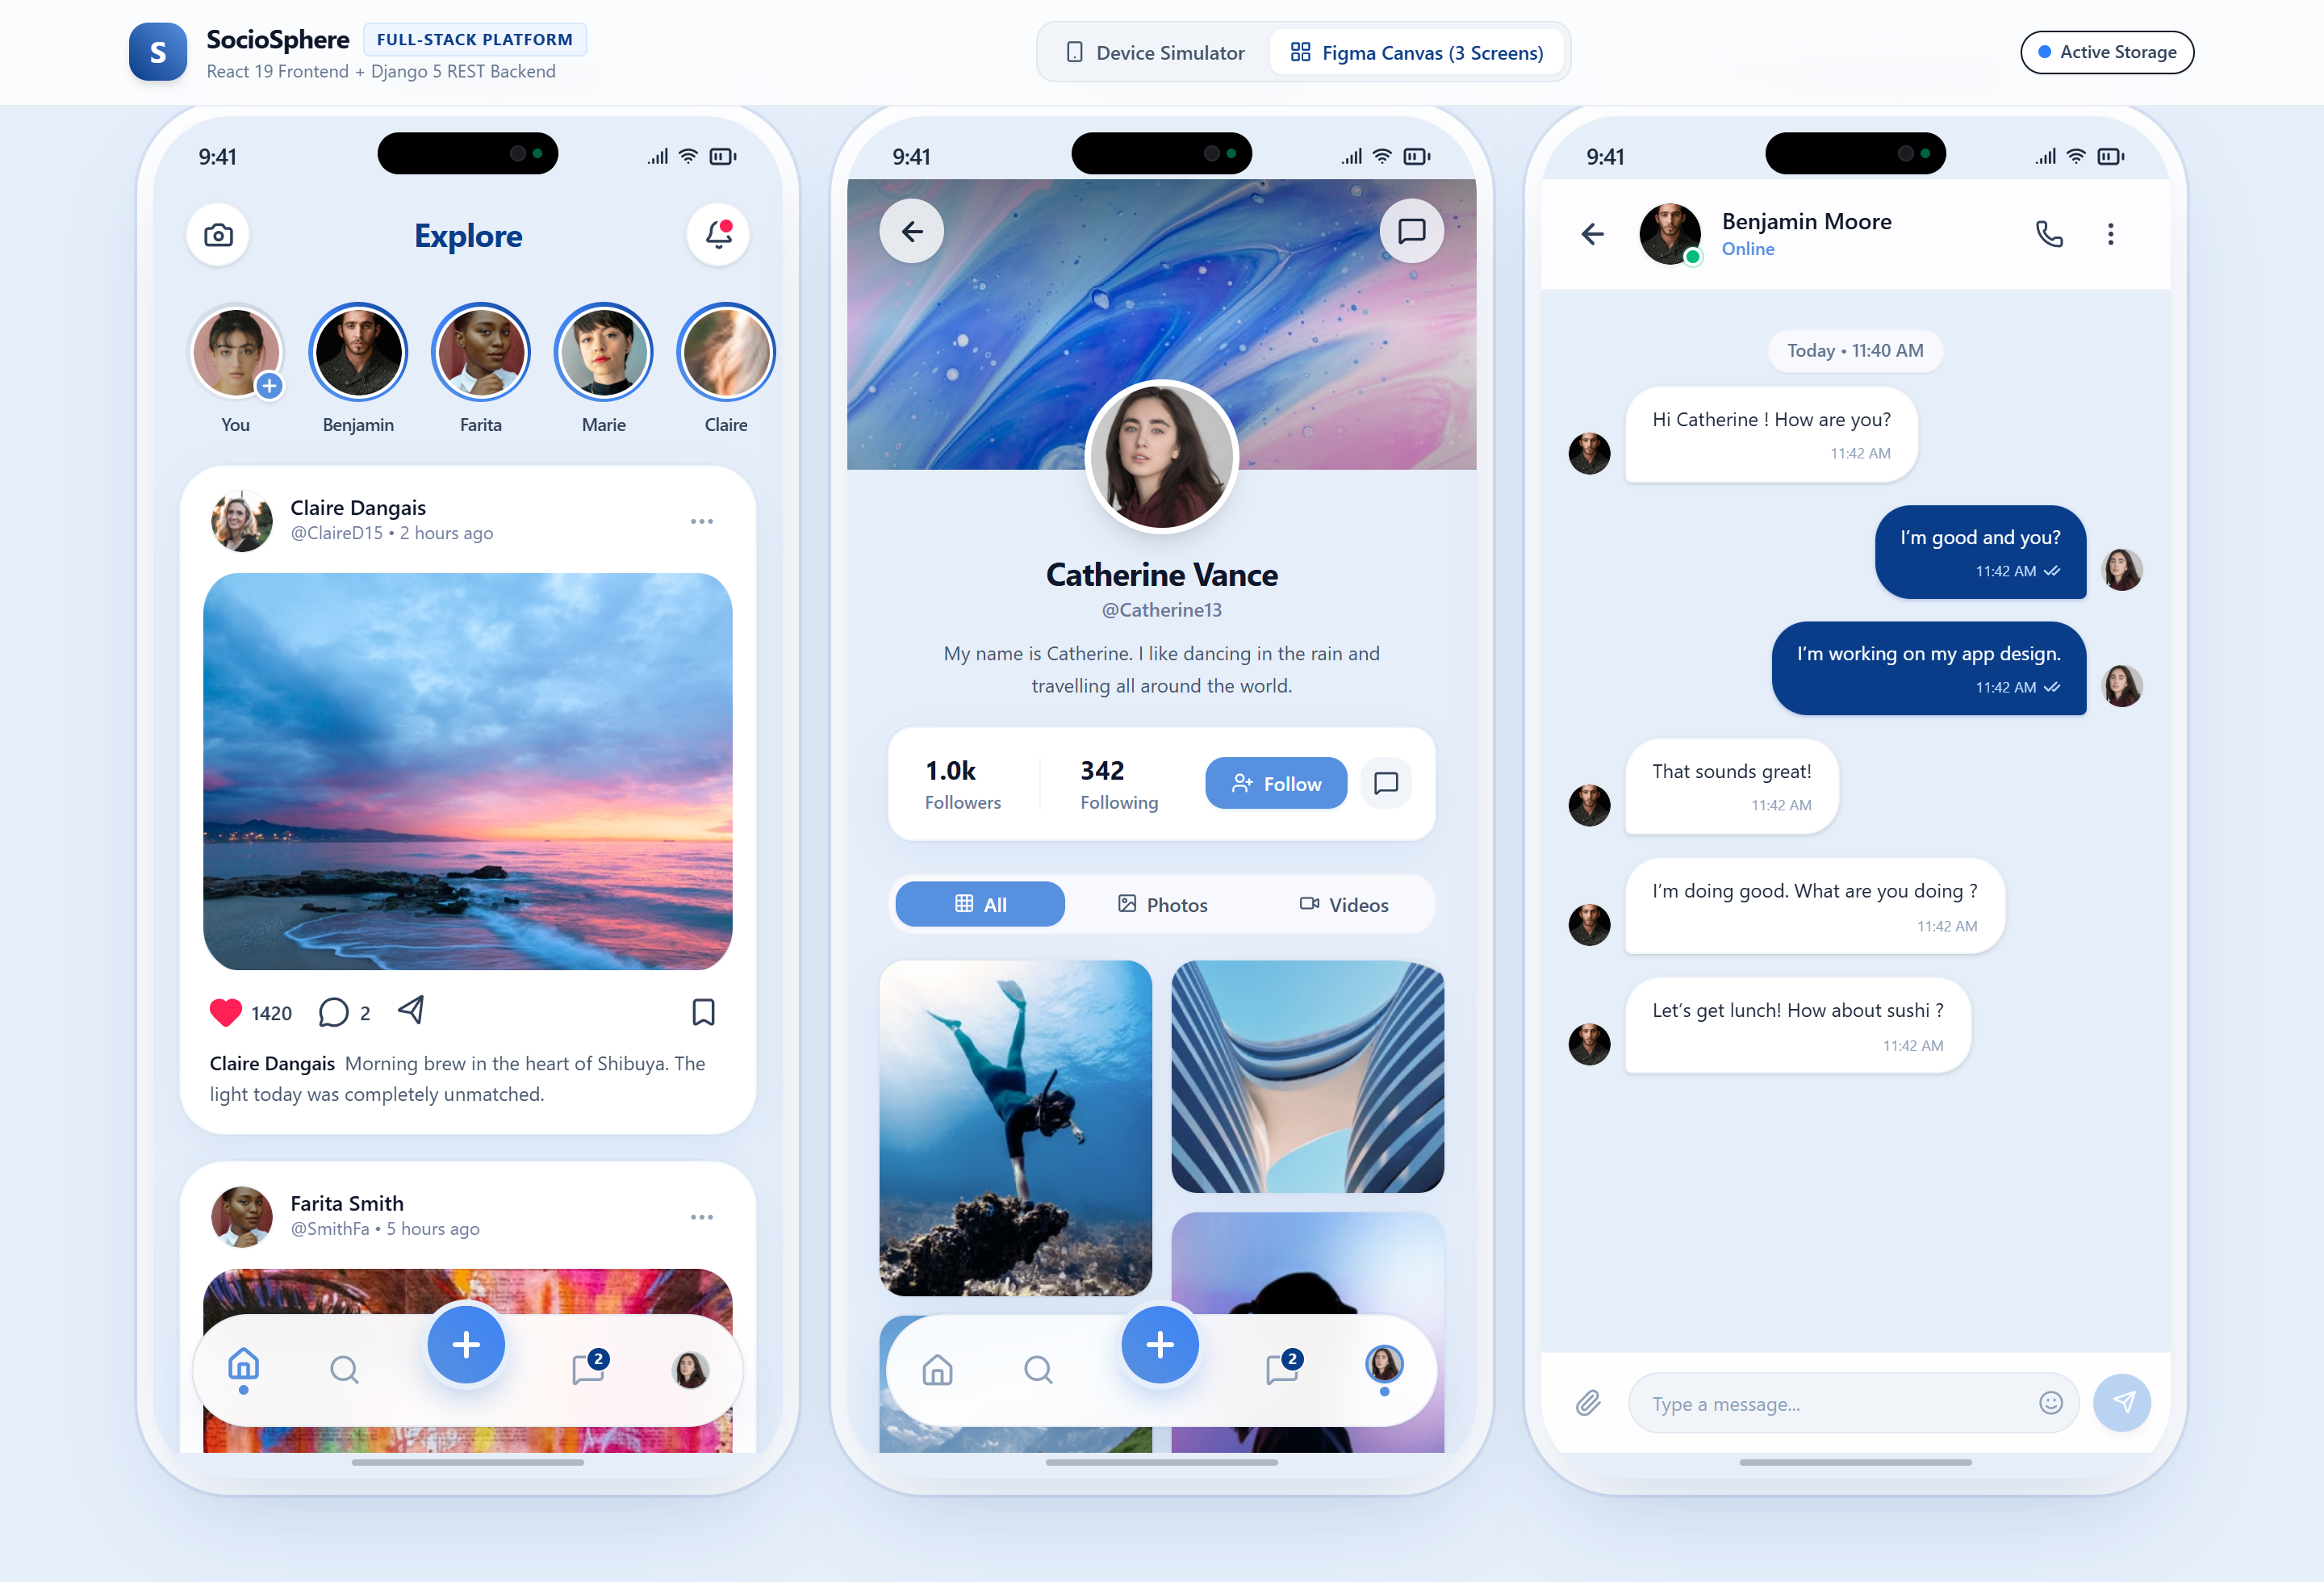 S
SocioSphere
FULL-STACK PLATFORM
React 19 Frontend + Django 5 REST Backend
Device Simulator
Figma Canvas (3 Screens)
Active Storage
9:41
Explore
You
Benjamin
Farita
Marie
Claire
Claire Dangais
@ClaireD15 • 2 hours ago
1420
2
Claire Dangais Morning brew in the heart of Shibuya. The
light today was completely unmatched.
Farita Smith
@SmithFa • 5 hours ago
2
9:41
Catherine Vance
@Catherine13
My name is Catherine. I like dancing in the rain and
travelling all around the world.
1.0k
Followers
342
Following
Follow
All
Photos
Videos
2
9:41
Benjamin Moore
Online
Today • 11:40 AM
Hi Catherine ! How are you?
11:42 AM
I’m good and you?
11:42 AM
I’m working on my app design.
11:42 AM
That sounds great!
11:42 AM
I’m doing good. What are you doing ?
11:42 AM
Let’s get lunch! How about sushi ?
11:42 AM
Type a message...